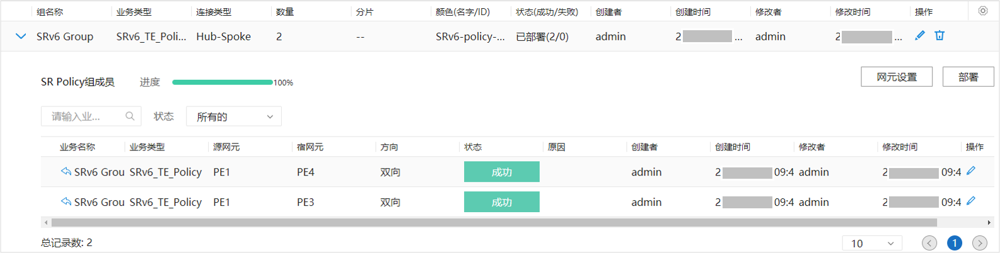 组名称 业务类型 连接类型 数量 分片 颜色(名字/ID) 状态(成功/失败) 创建者 创建时间 修改者 修改时间 操作
SRv6 Group SRv6_TE_Poli... Hub-Spoke 2 -- SRv6-policy-... 已部署(2/0) admin 2 ... admin 2 ...
SR Policy组成员 进度 100% 网元设置 部署
请输入业... 状态 所有的
业务名称 业务类型 源网元 宿网元 方向 状态 原因 创建者 创建时间 修改者 修改时间 操作
SRv6 Grou SRv6_TE_Policy PE1 PE4 双向 成功 admin 2 09:4 admin 2 09:4
SRv6 Grou SRv6_TE_Policy PE1 PE3 双向 成功 admin 2 09:4 admin 2 09:4
总记录数: 2 10 1